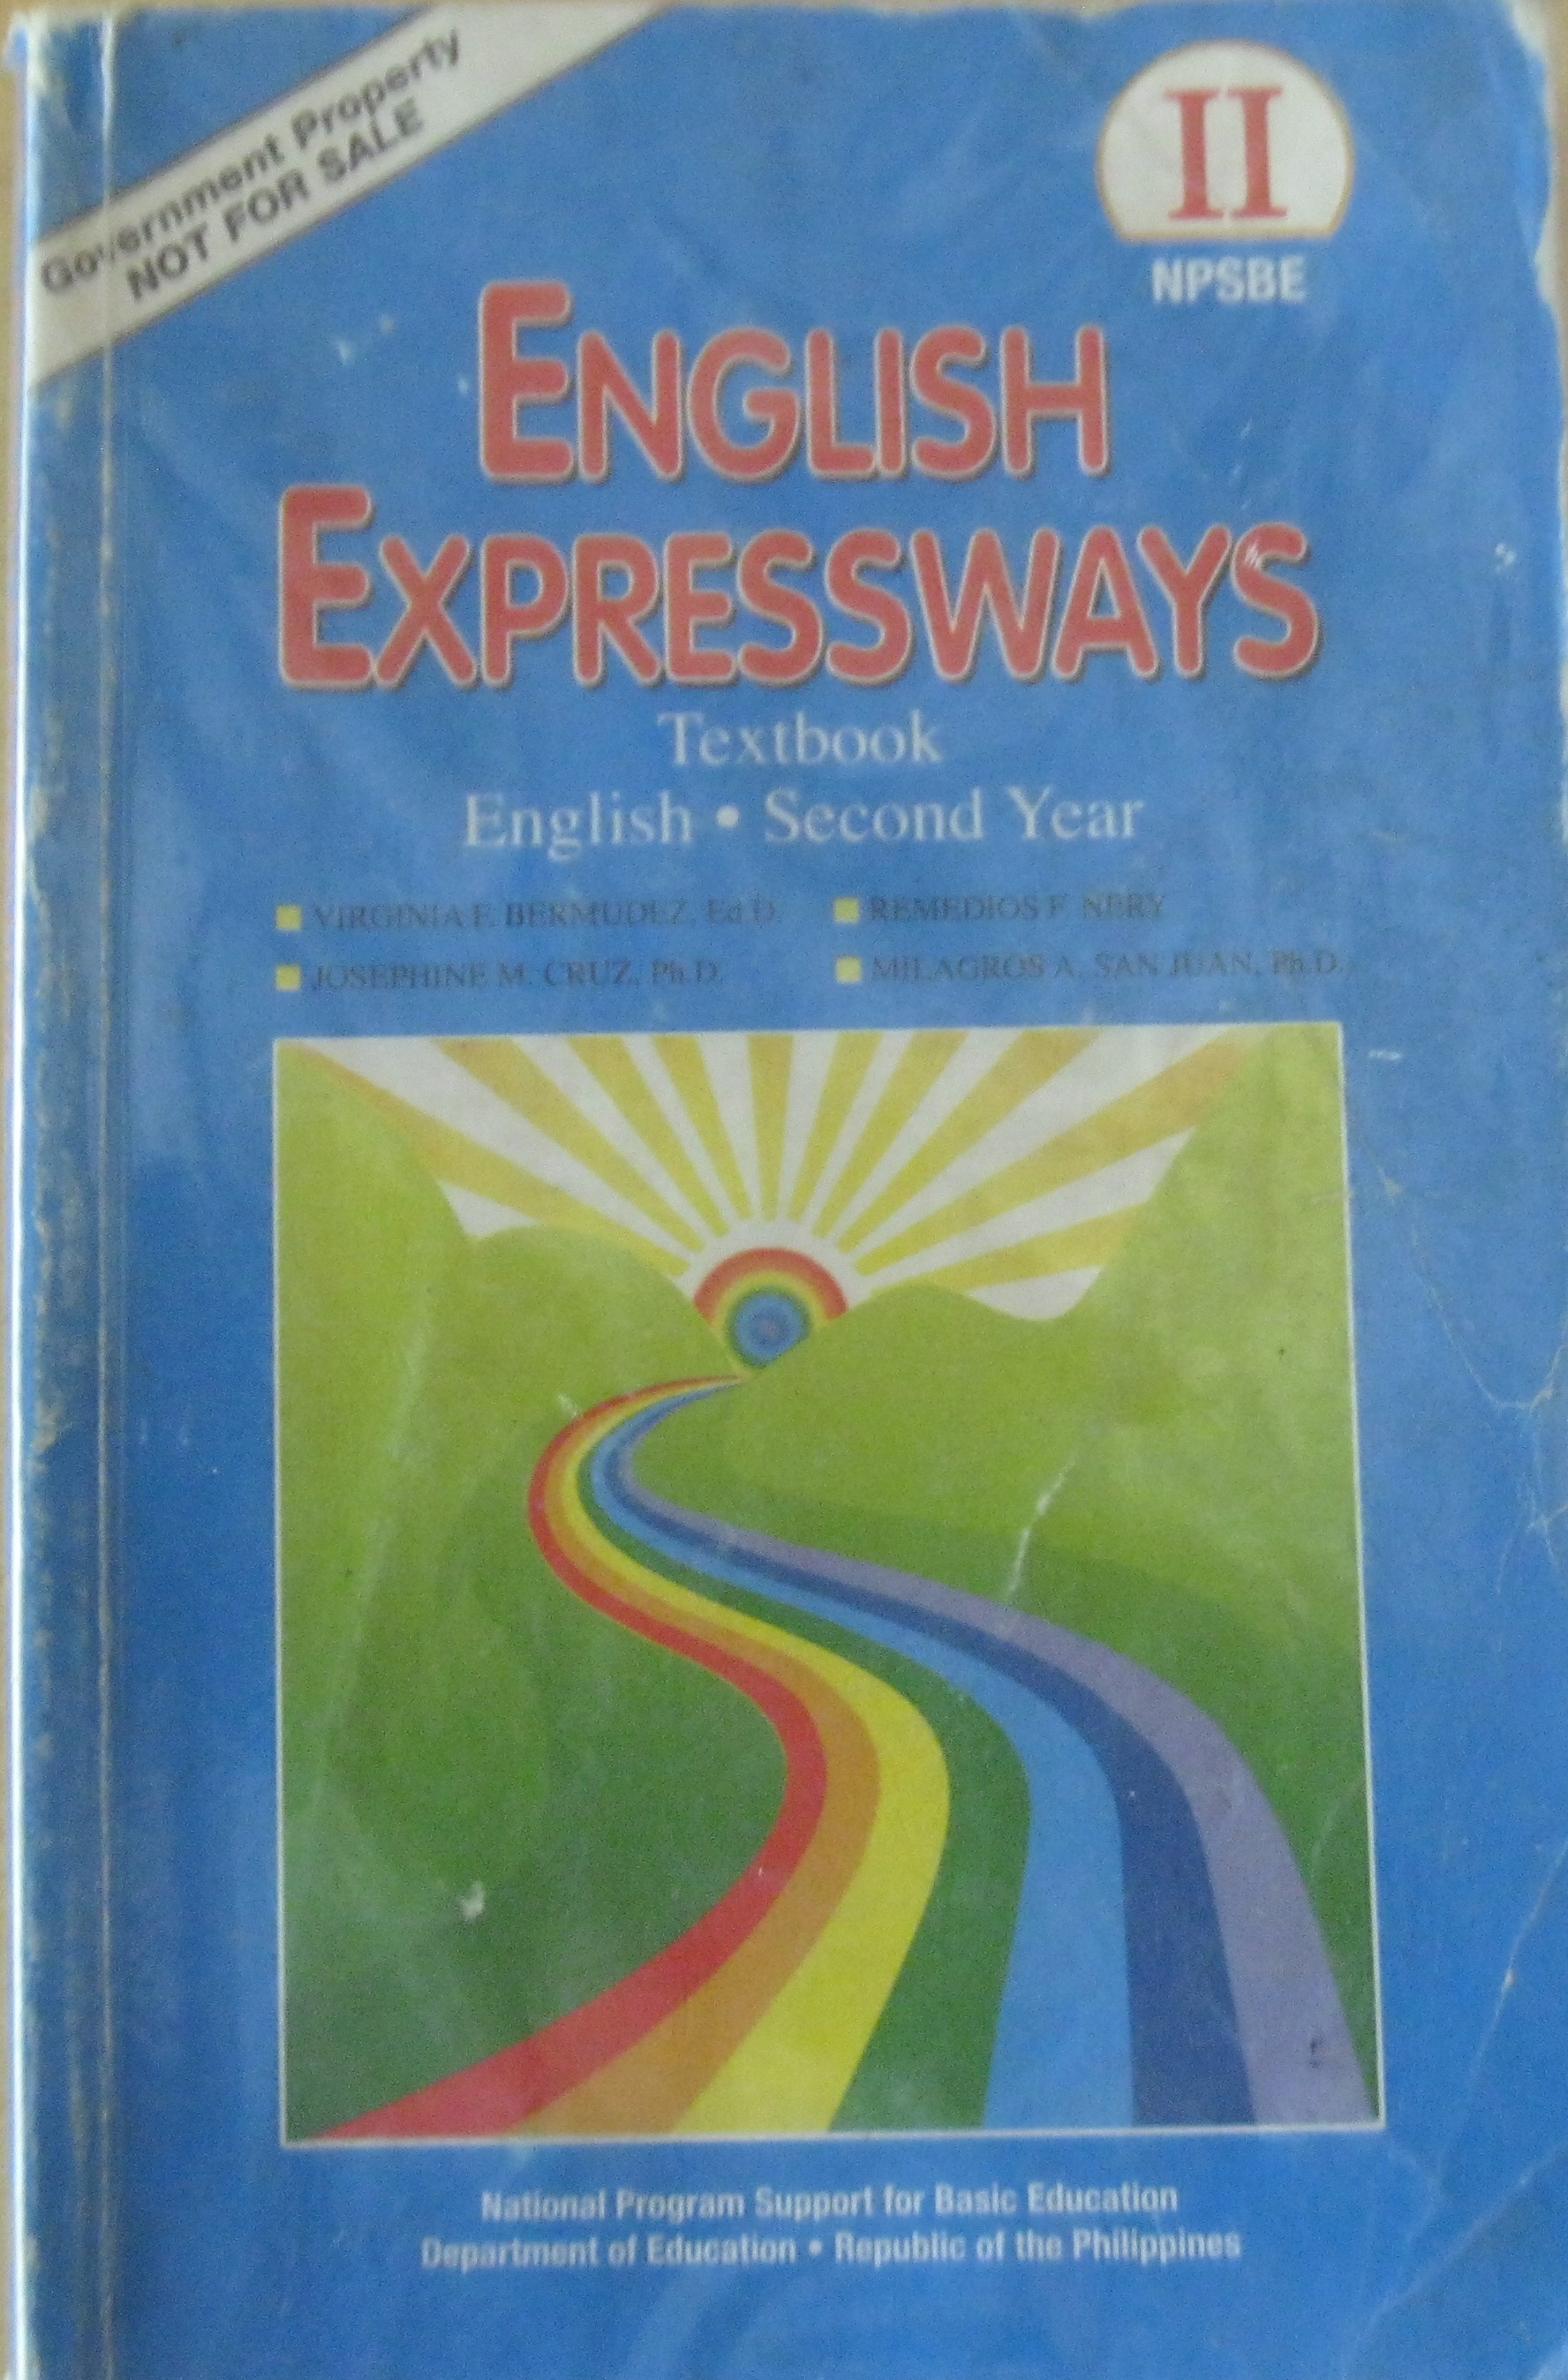 Government Property
NOT FOR SALE
II
NPSBE
ENGLISH
EXPRESSWAYS
Textbook
English • Second Year
VIRGINIA F. BERMUDEZ, Ed.D. REMEDIOS F. NERY
JOSEPHINE M. CRUZ, Ph.D. MILAGROS A. SAN JUAN, Ph.D.
National Program Support for Basic Education
Department of Education • Republic of the Philippines